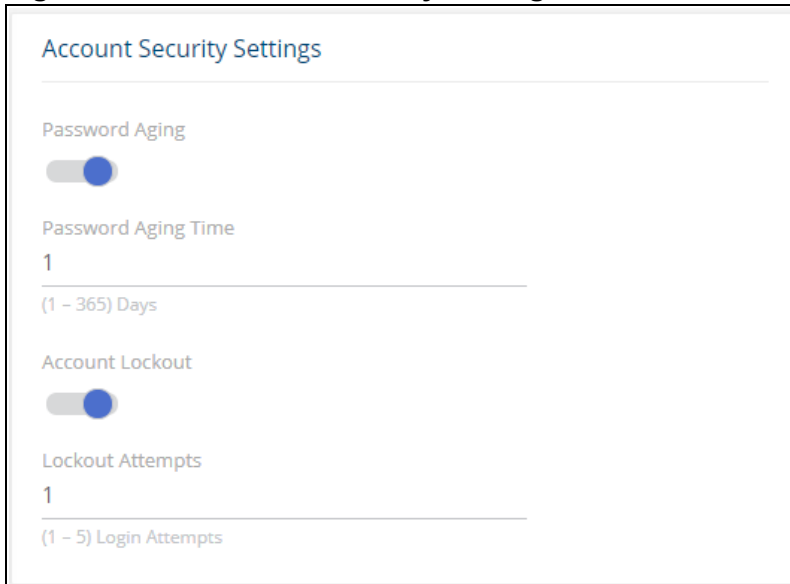 Account Security Settings
Password Aging
Password Aging Time
1
(1 – 365) Days
Account Lockout
Lockout Attempts
1
(1 – 5) Login Attempts